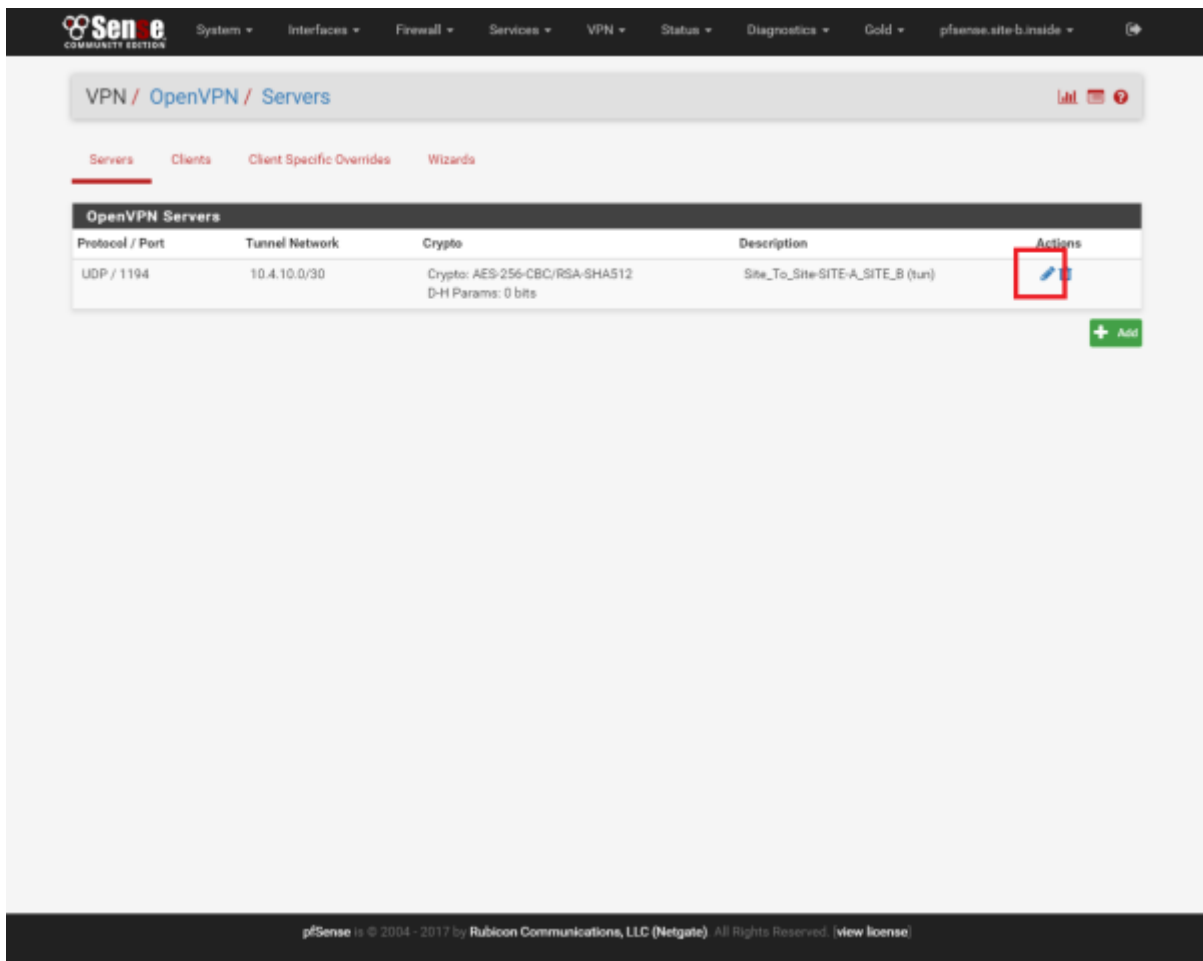 Sense
COMMUNITY EDITION
System Interfaces Firewall Services VPN Status Diagnostics Gold pfsense.site-b.inside
VPN / OpenVPN / Servers
Servers Clients Client Specific Overrides Wizards
OpenVPN Servers
Protocol / Port Tunnel Network Crypto Description Actions
UDP / 1194 10.4.10.0/30 Crypto: AES-256-CBC/RSA-SHA512 Site_To_Site-SITE-A_SITE_B (tun)
D-H Params: 0 bits
Add
pfSense is © 2004 - 2017 by Rubicon Communications, LLC (Netgate). All Rights Reserved. [view license]